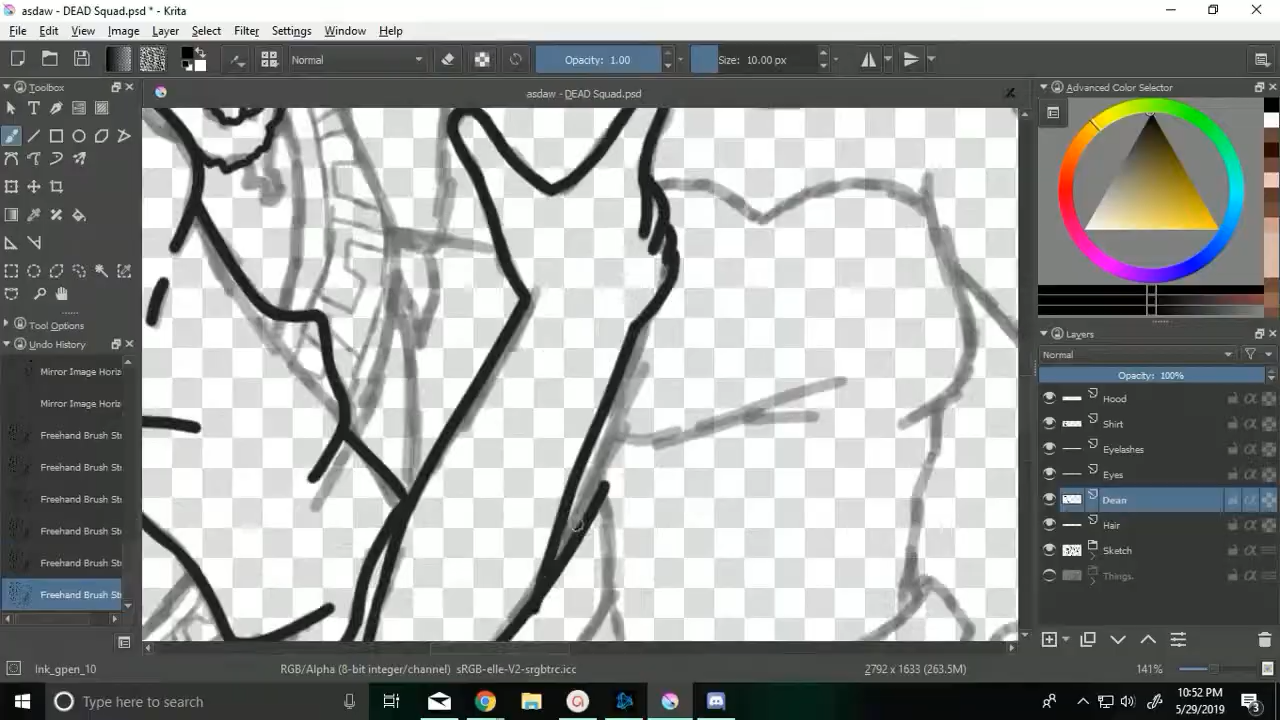 asdaw - DEAD Squad.psd * - Krita
File Edit View Image Layer Select Filter Settings Window Help
Normal Opacity: 1.00 Size: 10.00 px
Toolbox asdaw - DEAD Squad.psd Advanced Color Selector
Tool Options
Undo History
Mirror Image Horiz
Mirror Image Horiz
Freehand Brush Str
Freehand Brush Str
Freehand Brush Str
Freehand Brush Str
Freehand Brush Str
Freehand Brush Str
Layers
Normal
Opacity: 100%
Hood
Shirt
Eyelashes
Eyes
Dean
Hair
Sketch
Things
Ink_gpen_10 RGB/Alpha (8-bit integer/channel) sRGB-elle-V2-srgbtrc.icc 2792 x 1633 (263.5M) 141%
Type here to search
10:52 PM
5/29/2019
3